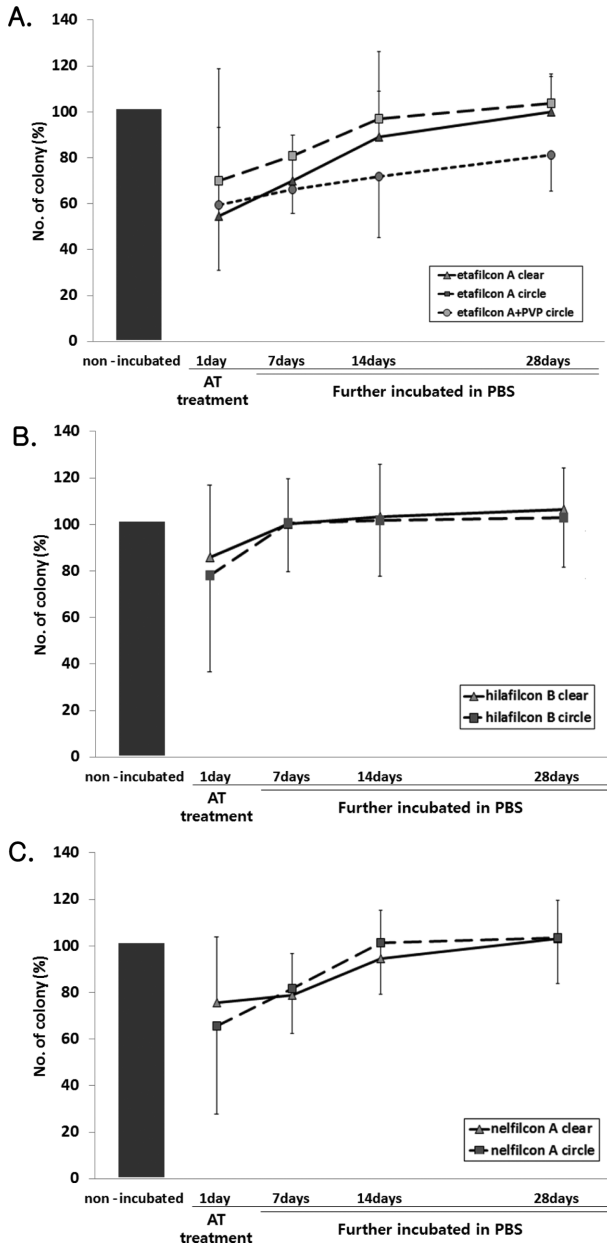 A.
140
120
100
80
60
40
20
0
No. of colony (%)
etafilcon A clear
etafilcon A circle
etafilcon A+PVP circle
non -incubated 1day 7days 14days 28days
AT
treatment
Further incubated in PBS
B.
140
120
100
80
60
40
20
0
No. of colony (%)
hilafilcon B clear
hilafilcon B circle
non -incubated 1day 7days 14days 28days
AT
treatment
Further incubated in PBS
C.
140
120
100
80
60
40
20
0
No. of colony (%)
nelfilcon A clear
nelfilcon A circle
non -incubated 1day 7days 14days 28days
AT
treatment
Further incubated in PBS